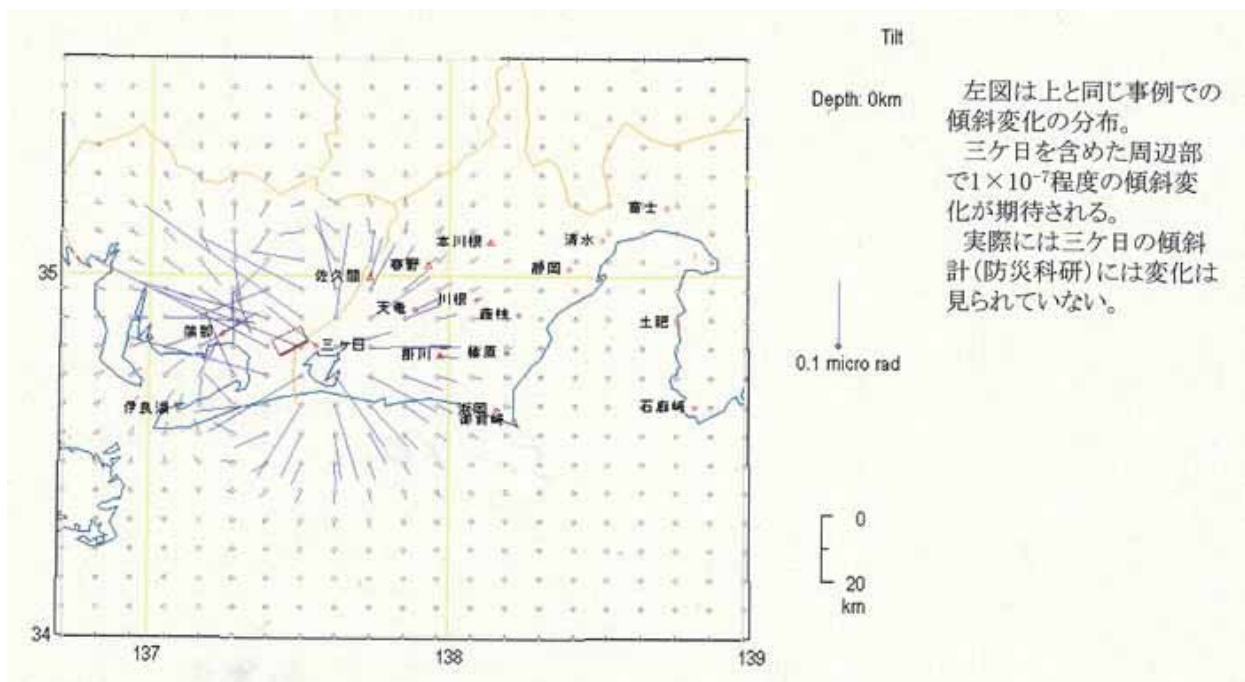 Tilt
Depth: 0km
左図は上と同じ事例での
傾斜変化の分布。
三ケ日を含めた周辺部
で1×10⁻⁷程度の傾斜変
化が期待される。
実際には三ケ日の傾斜
計(防災科研)には変化は
見られていない。
富士
本川根
清水
春野
静岡
佐久間
35
川根
天竜
土肥
三ヶ日
掛川
榛原
0.1 micro rad
伊良湖
石廊崎
御前崎
0
20
km
34
137
138
139